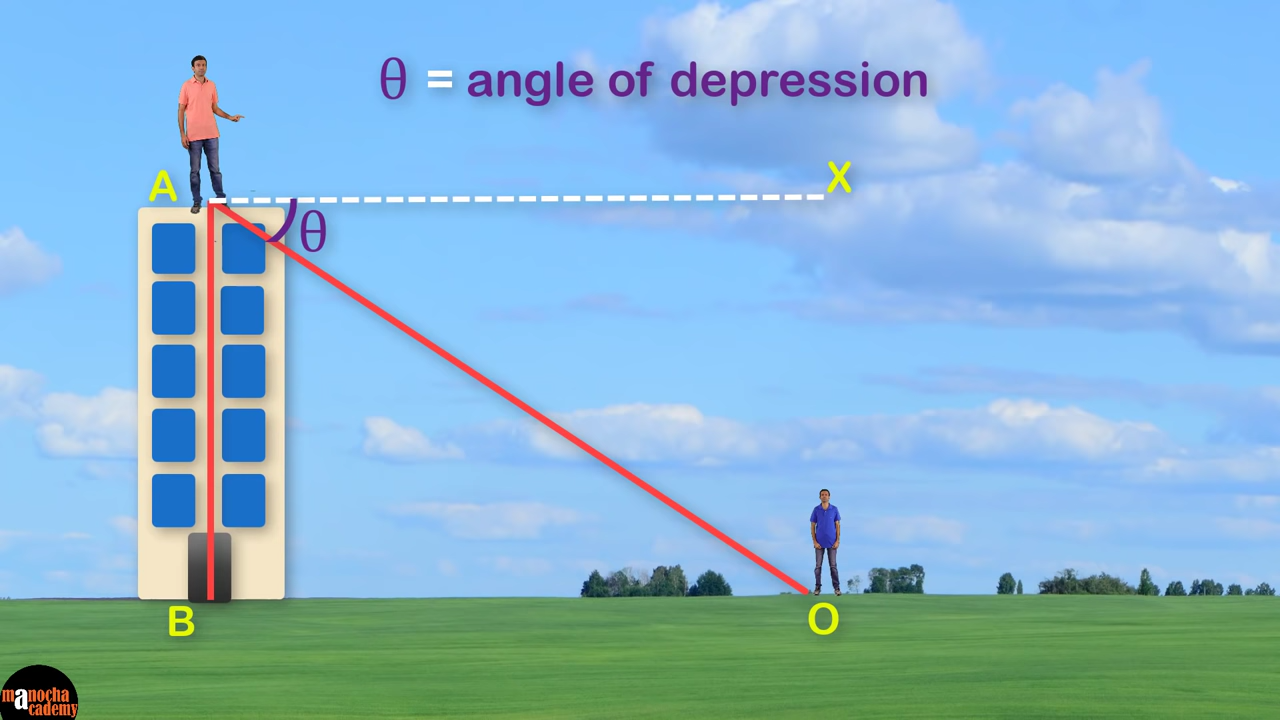 θ = angle of depression
A
X
θ
B
O
manocha
academy